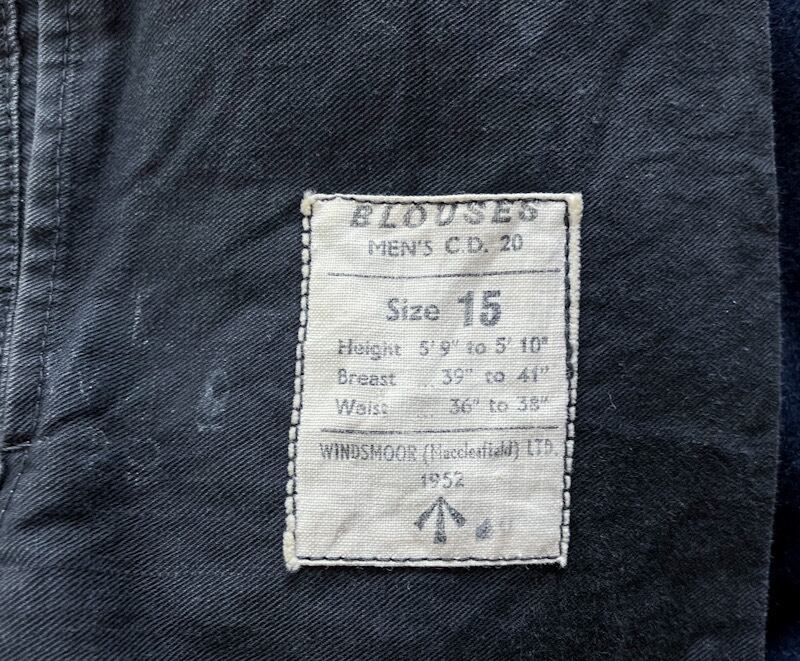 BLOUSES
MEN'S C.D. 20
Size 15
Height 5' 9" to 5' 10"
Breast ... 39" to 41"
Waist ... 36" to 38"
WINDSMOOR (Macclesfield) LTD.
1952